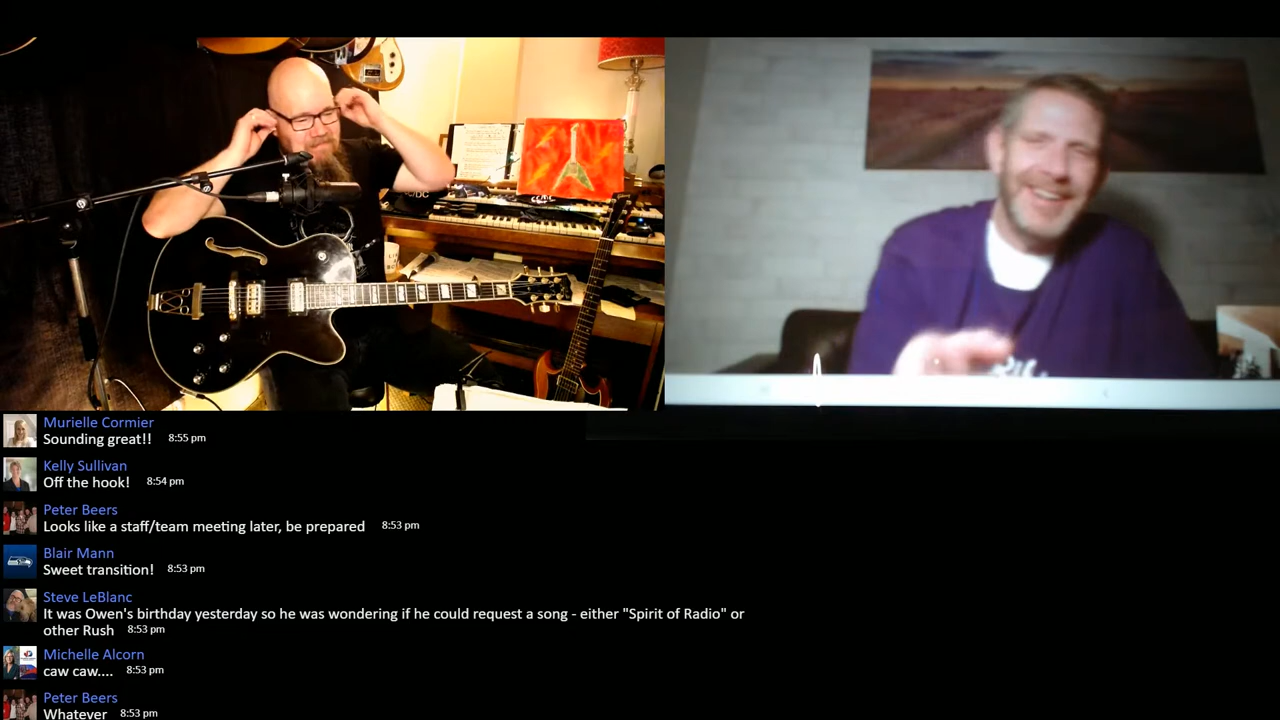 Murielle Cormier
Sounding great!! 8:55 pm
Kelly Sullivan
Off the hook! 8:54 pm
Peter Beers
Looks like a staff/team meeting later, be prepared 8:53 pm
Blair Mann
Sweet transition! 8:53 pm
Steve LeBlanc
It was Owen's birthday yesterday so he was wondering if he could request a song - either "Spirit of Radio" or
other Rush 8:53 pm
Michelle Alcorn
caw caw.... 8:53 pm
Peter Beers
Whatever 8:53 pm